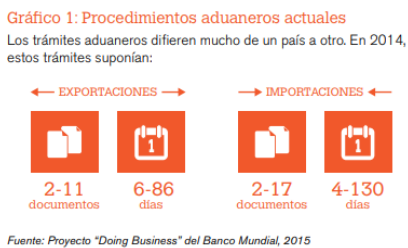 Gráfico 1: Procedimientos aduaneros actuales
Los trámites aduaneros difieren mucho de un país a otro. En 2014,
estos trámites suponían:
EXPORTACIONES
IMPORTACIONES
1
1
2-11
documentos
6-86
días
2-17
documentos
4-130
días
Fuente: Proyecto “Doing Business” del Banco Mundial, 2015